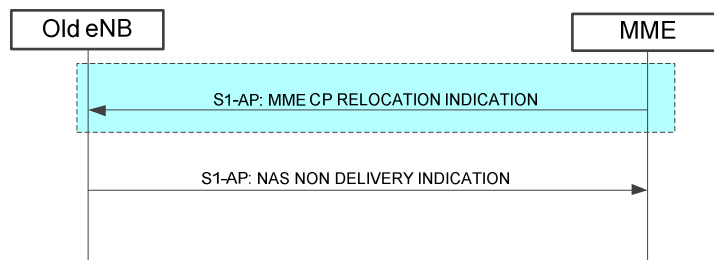 Old eNB
MME
S1-AP: MME CP RELOCATION INDICATION
S1-AP: NAS NON DELIVERY INDICATION